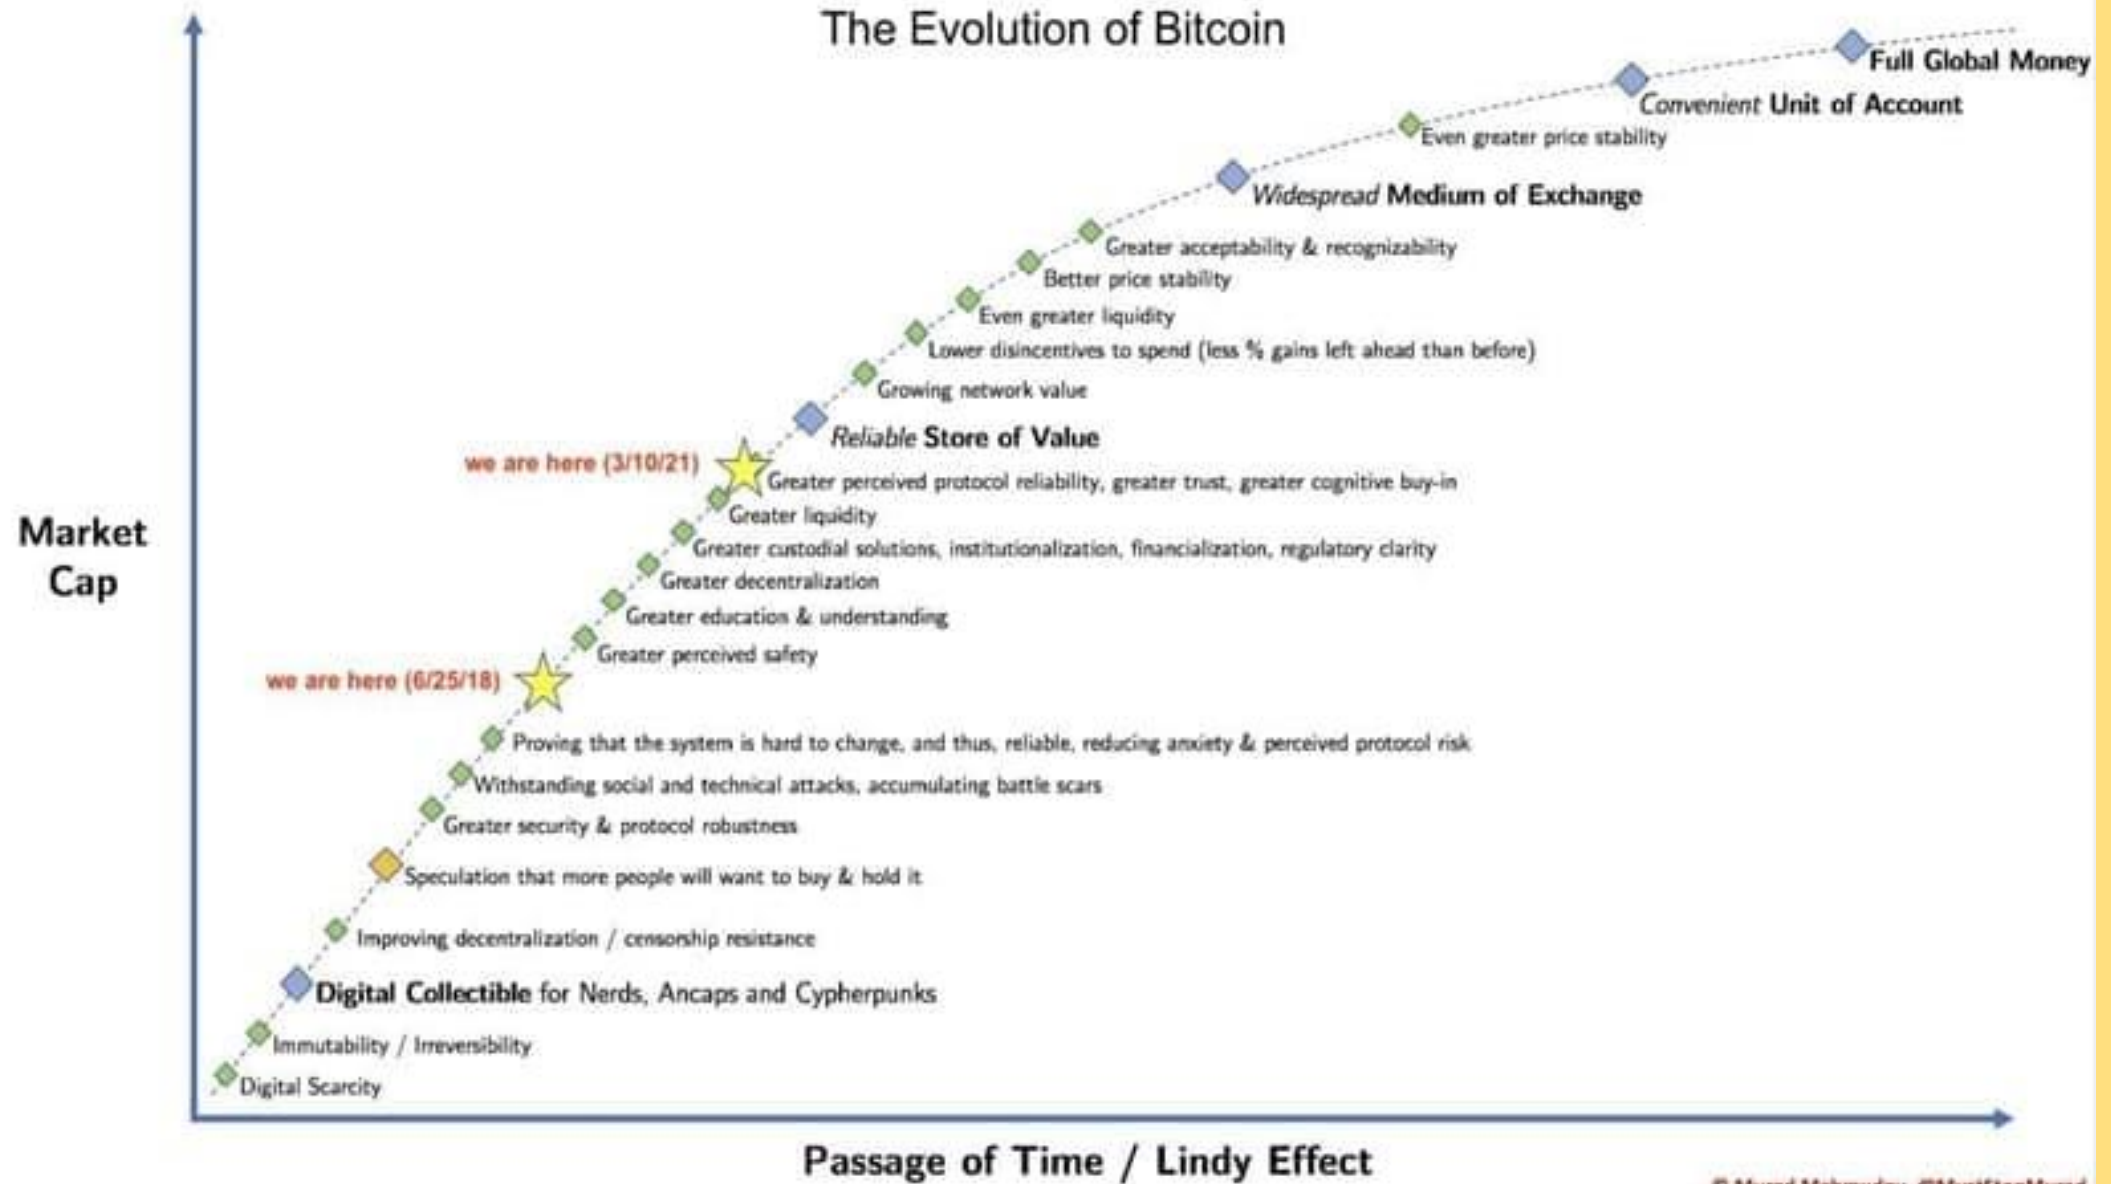 The Evolution of Bitcoin
Full Global Money
Convenient Unit of Account
Even greater price stability
Widespread Medium of Exchange
Greater acceptability & recognizability
Better price stability
Even greater liquidity
Lower disincentives to spend (less % gains left ahead than before)
Growing network value
Reliable Store of Value
we are here (3/10/21)
Greater perceived protocol reliability, greater trust, greater cognitive buy-in
Greater liquidity
Greater custodial solutions, institutionalization, financialization, regulatory clarity
Greater decentralization
Greater education & understanding
Greater perceived safety
we are here (6/25/18)
Proving that the system is hard to change, and thus, reliable, reducing anxiety & perceived protocol risk
Withstanding social and technical attacks, accumulating battle scars
Greater security & protocol robustness
Speculation that more people will want to buy & hold it
Improving decentralization / censorship resistance
Digital Collectible for Nerds, Ancaps and Cypherpunks
Immutability / Irreversibility
Digital Scarcity
Market
Cap
Passage of Time / Lindy Effect